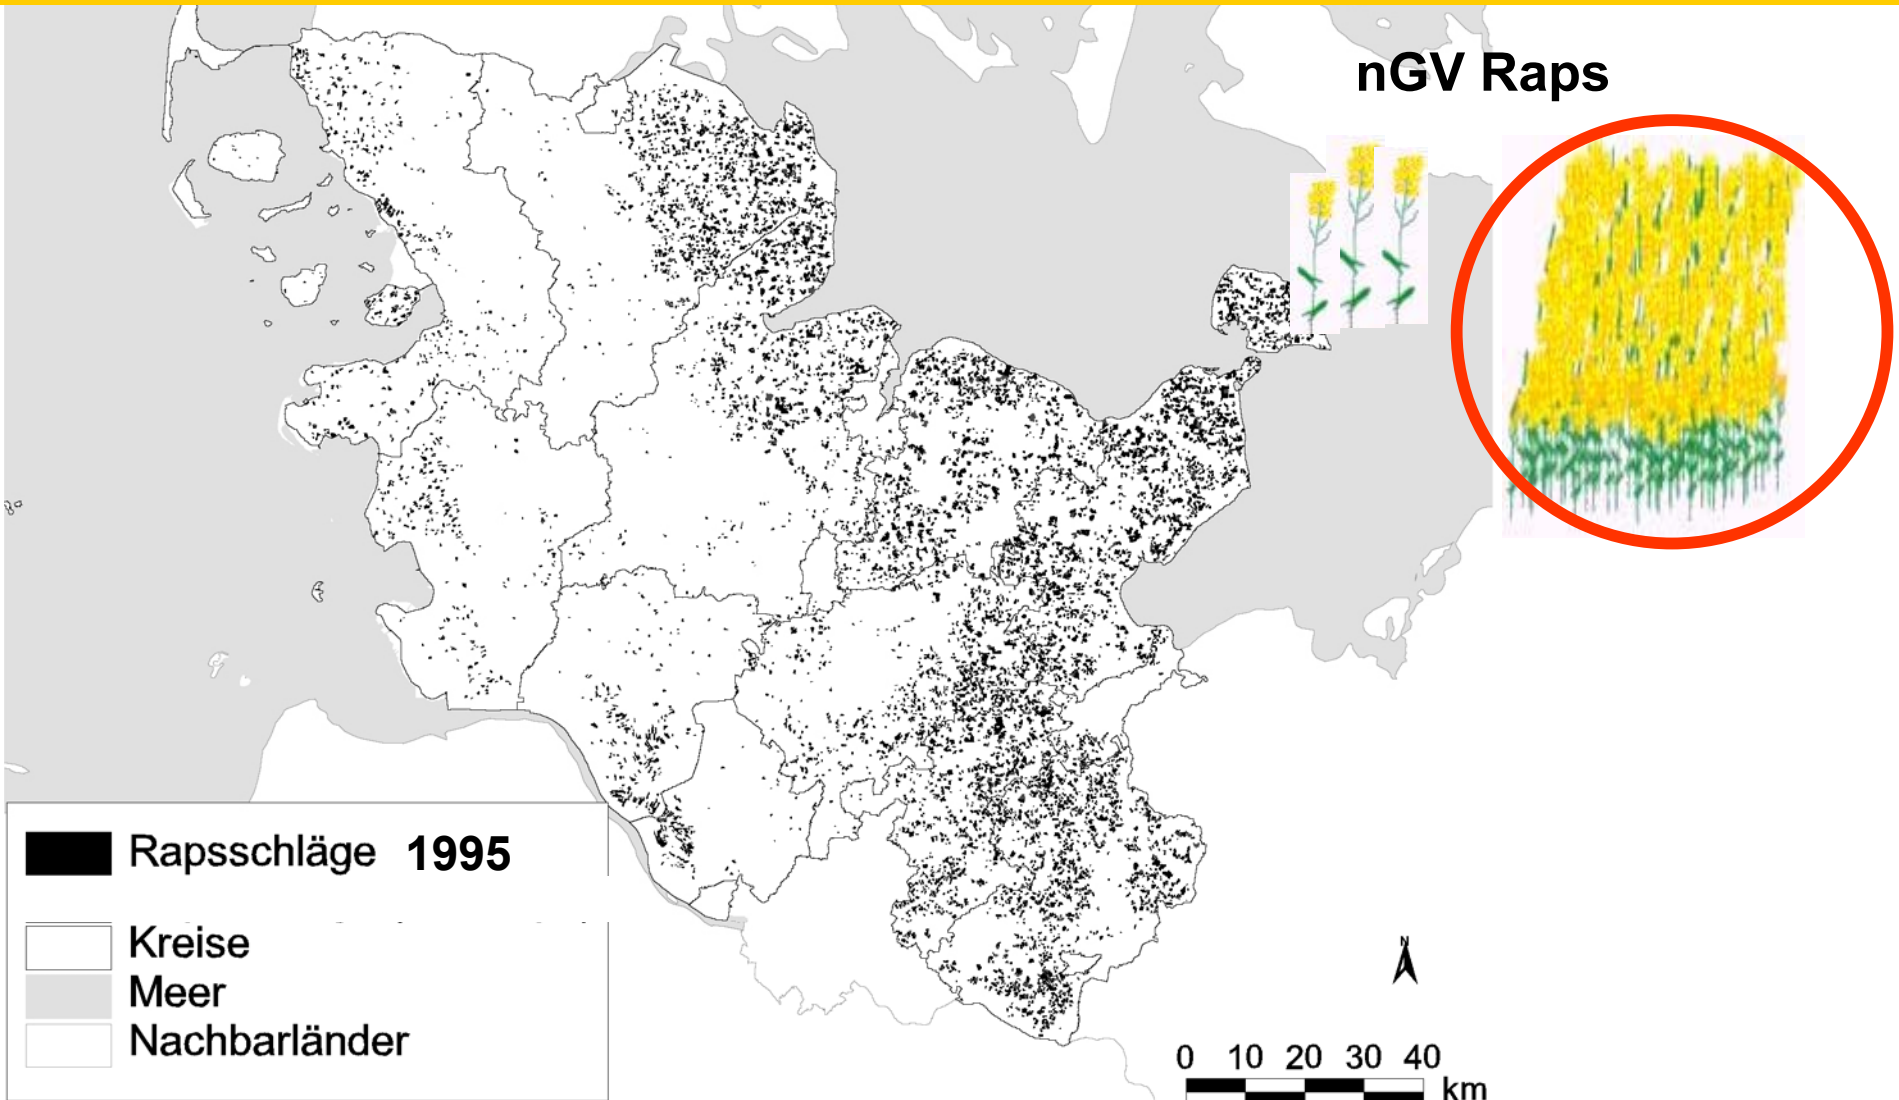 nGV Raps
Rapsschläge 1995
Kreise
Meer
Nachbarländer
N
0 10 20 30 40
km